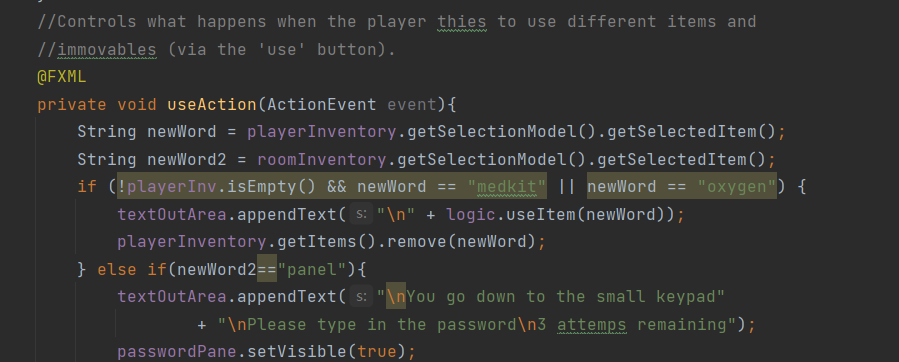 //Controls what happens when the player thies to use different items and
//immovables (via the 'use' button).
@FXML
private void useAction(ActionEvent event){
String newWord = playerInventory.getSelectionModel().getSelectedItem();
String newWord2 = roomInventory.getSelectionModel().getSelectedItem();
if (!playerInv.isEmpty() && newWord == "medkit" || newWord == "oxygen") {
textOutArea.appendText( s: "\n" + logic.useItem(newWord));
playerInventory.getItems().remove(newWord);
} else if(newWord2=="panel"){
textOutArea.appendText( s: "\nYou go down to the small keypad"
+ "\nPlease type in the password\n3 attemps remaining");
passwordPane.setVisible(true);